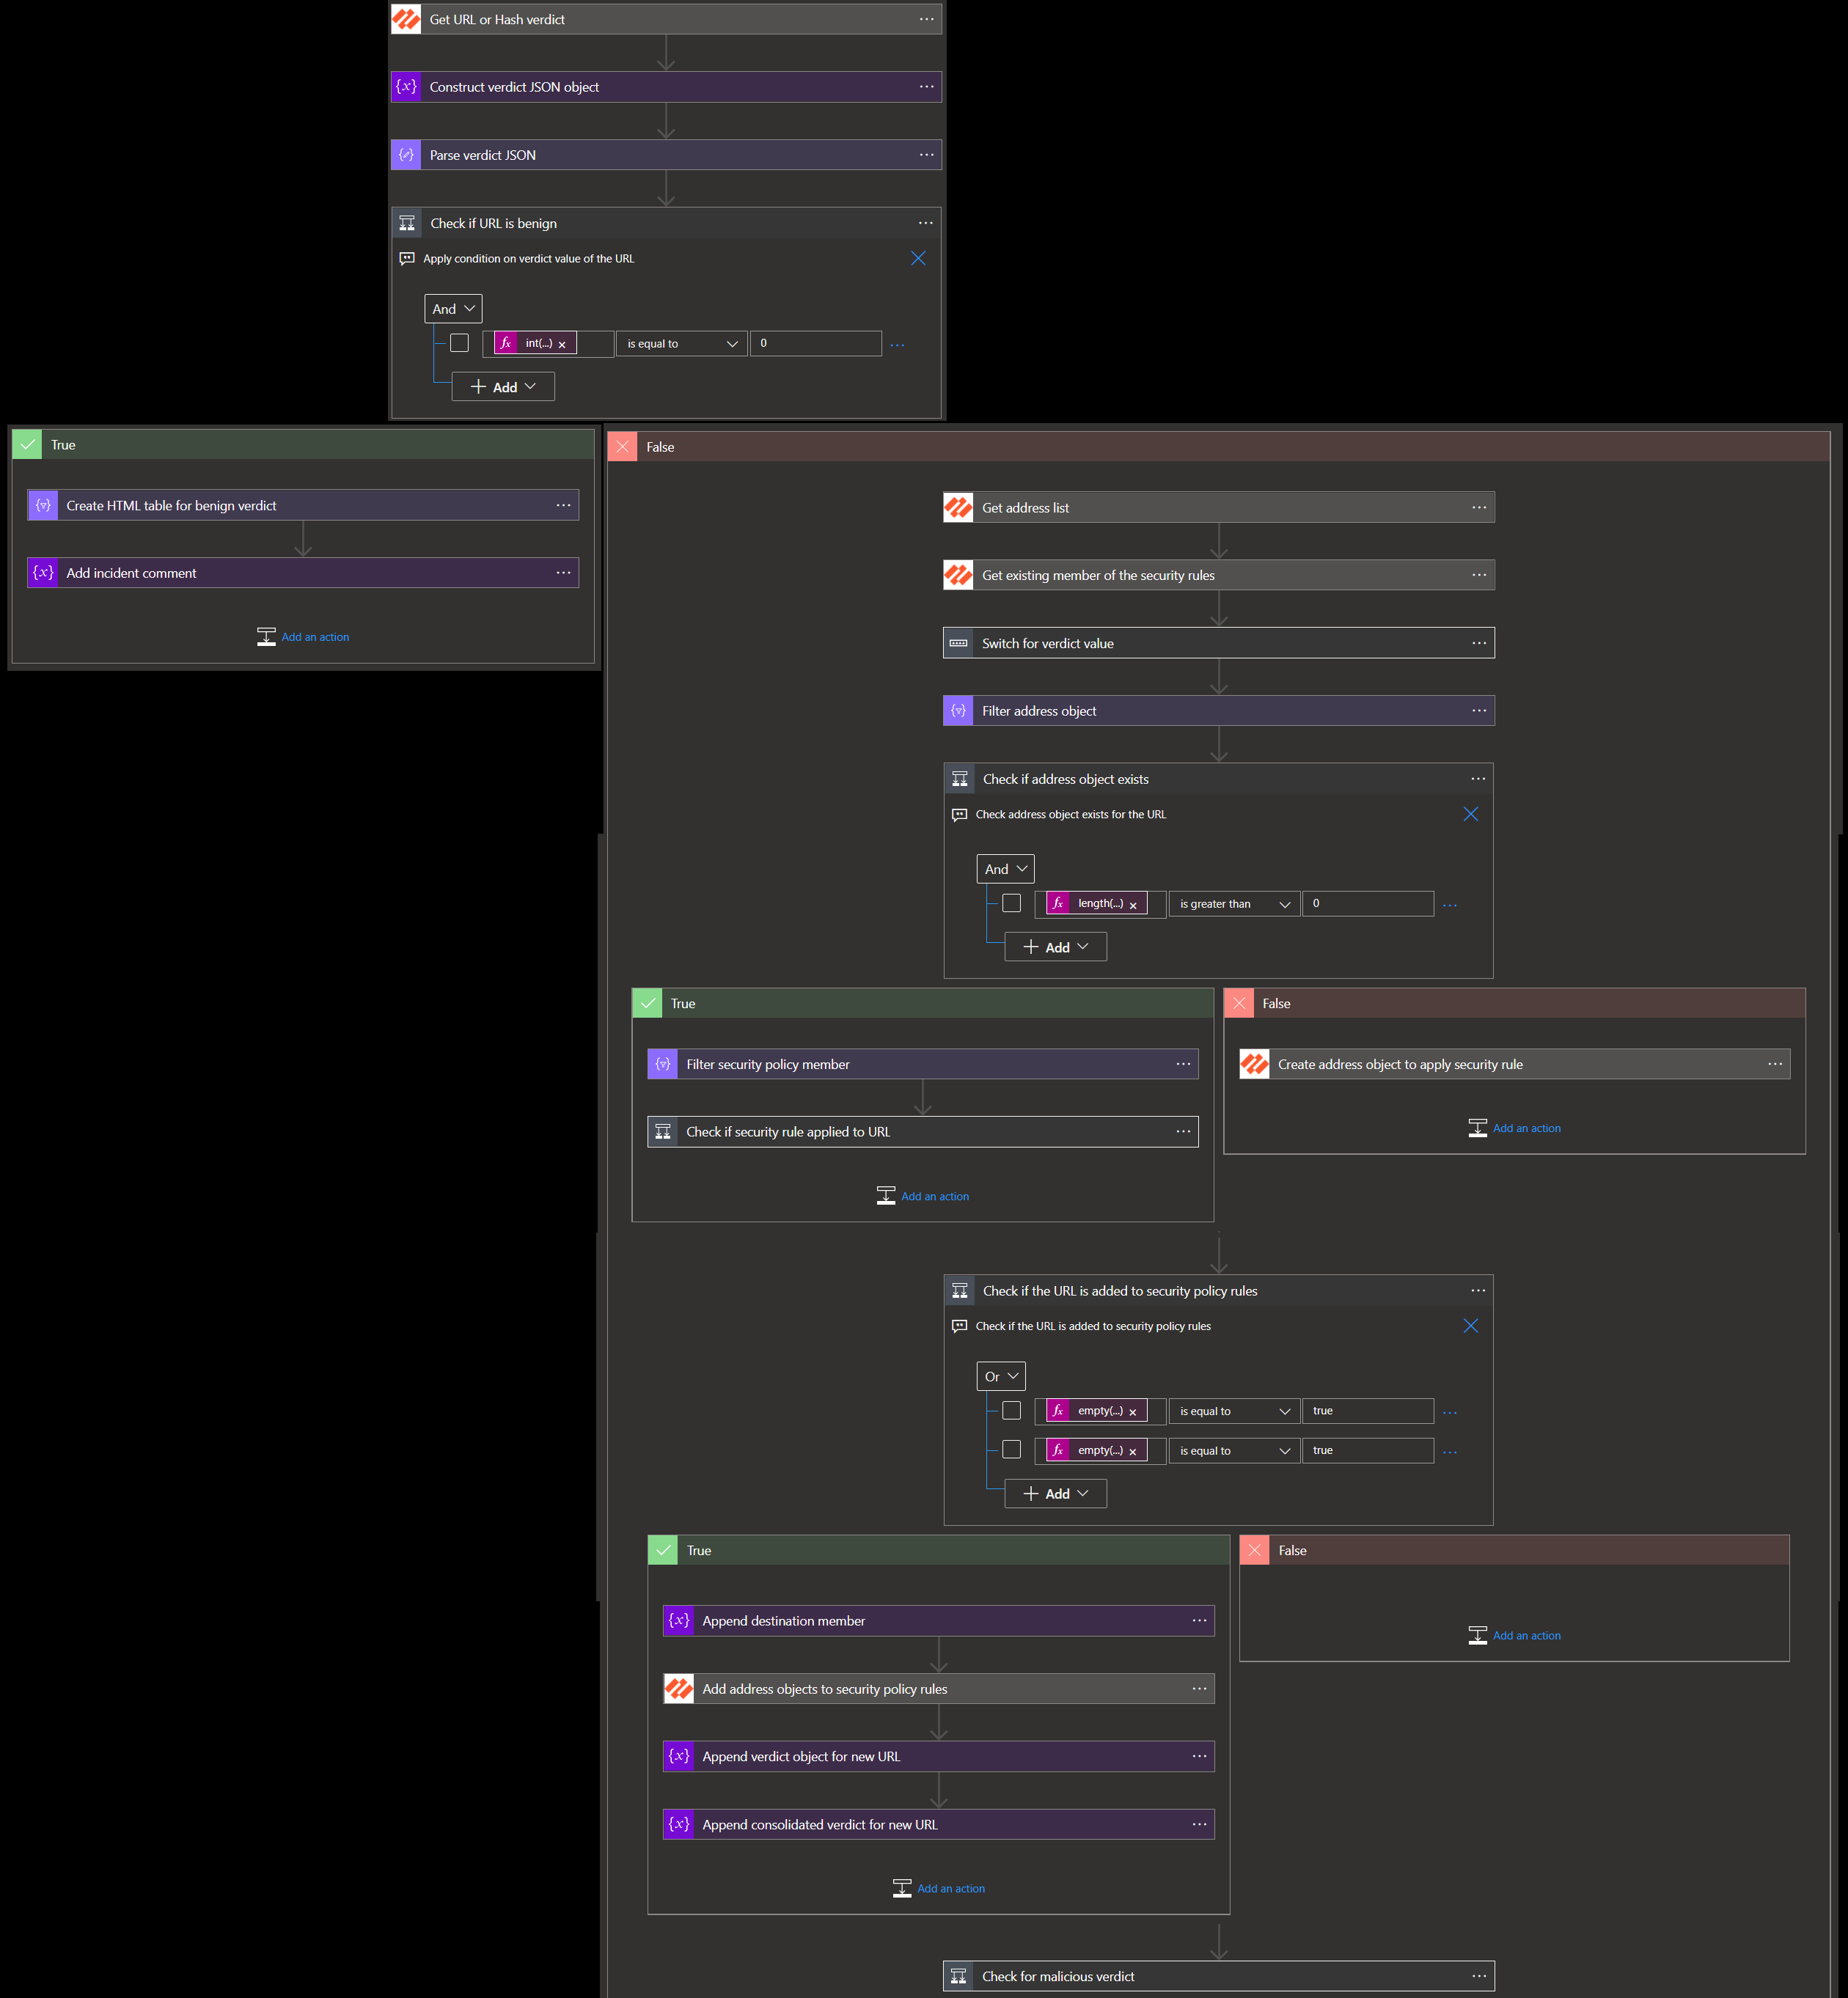 Get URL or Hash verdict
Construct verdict JSON object
Parse verdict JSON
Check if URL is benign
Apply condition on verdict value of the URL
And
int(...) is equal to 0
Add
True
Create HTML table for benign verdict
Add incident comment
Add an action
False
Get address list
Get existing member of the security rules
Switch for verdict value
Filter address object
Check if address object exists
Check address object exists for the URL
And
length(...) is greater than 0
Add
True
Filter security policy member
Check if security rule applied to URL
Add an action
False
Create address object to apply security rule
Add an action
Check if the URL is added to security policy rules
Check if the URL is added to security policy rules
Or
empty(...) is equal to true
empty(...) is equal to true
Add
True
Append destination member
Add address objects to security policy rules
Append verdict object for new URL
Append consolidated verdict for new URL
Add an action
False
Add an action
Check for malicious verdict